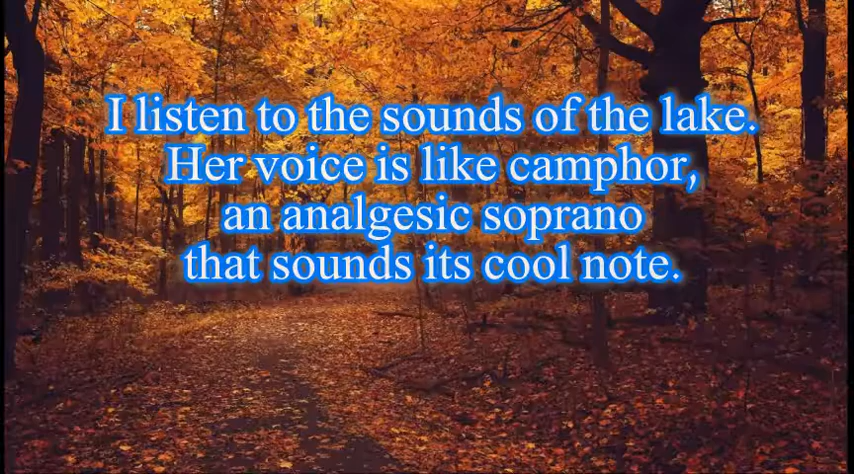 I listen to the sounds of the lake.
Her voice is like camphor,
an analgesic soprano
that sounds its cool note.